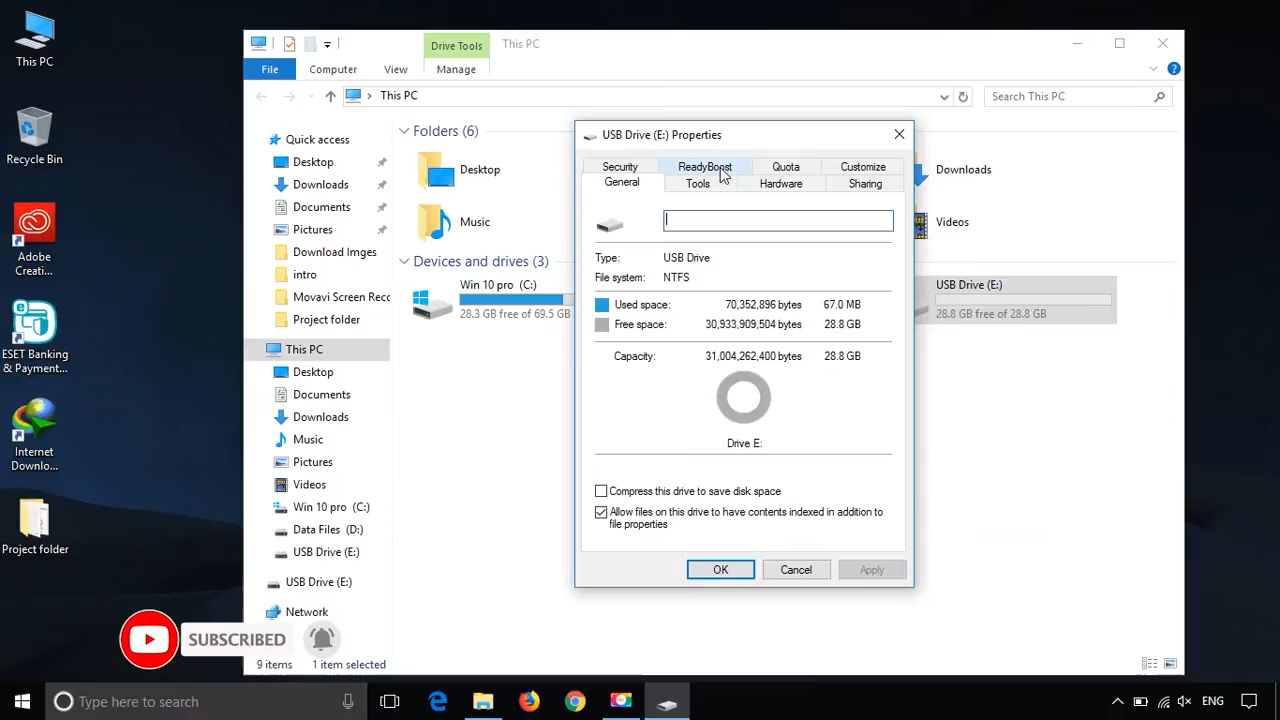 This PC
Recycle Bin
Adobe
Creati...
ESET Banking
& Payment...
Internet
Downlo...
Project folder
Drive Tools
This PC
File
Computer
View
Manage
This PC
Search This PC
Quick access
Desktop
Downloads
Documents
Pictures
Download Imges
intro
Movavi Screen Reco
Project folder
This PC
Desktop
Documents
Downloads
Music
Pictures
Videos
Win 10 pro (C:)
Data Files (D:)
USB Drive (E:)
USB Drive (E:)
Network
Folders (6)
Desktop
Music
Downloads
Videos
Devices and drives (3)
Win 10 pro (C:)
28.3 GB free of 69.5 GB
USB Drive (E:)
28.8 GB free of 28.8 GB
USB Drive (E:) Properties
Security
ReadyBoost
Quota
Customize
General
Tools
Hardware
Sharing
Type: USB Drive
File system: NTFS
Used space: 70,352,896 bytes 67.0 MB
Free space: 30,933,909,504 bytes 28.8 GB
Capacity: 31,004,262,400 bytes 28.8 GB
Drive E:
Compress this drive to save disk space
Allow files on this drive to have contents indexed in addition to
file properties
OK
Cancel
Apply
SUBSCRIBED
9 items
1 item selected
Type here to search
ENG